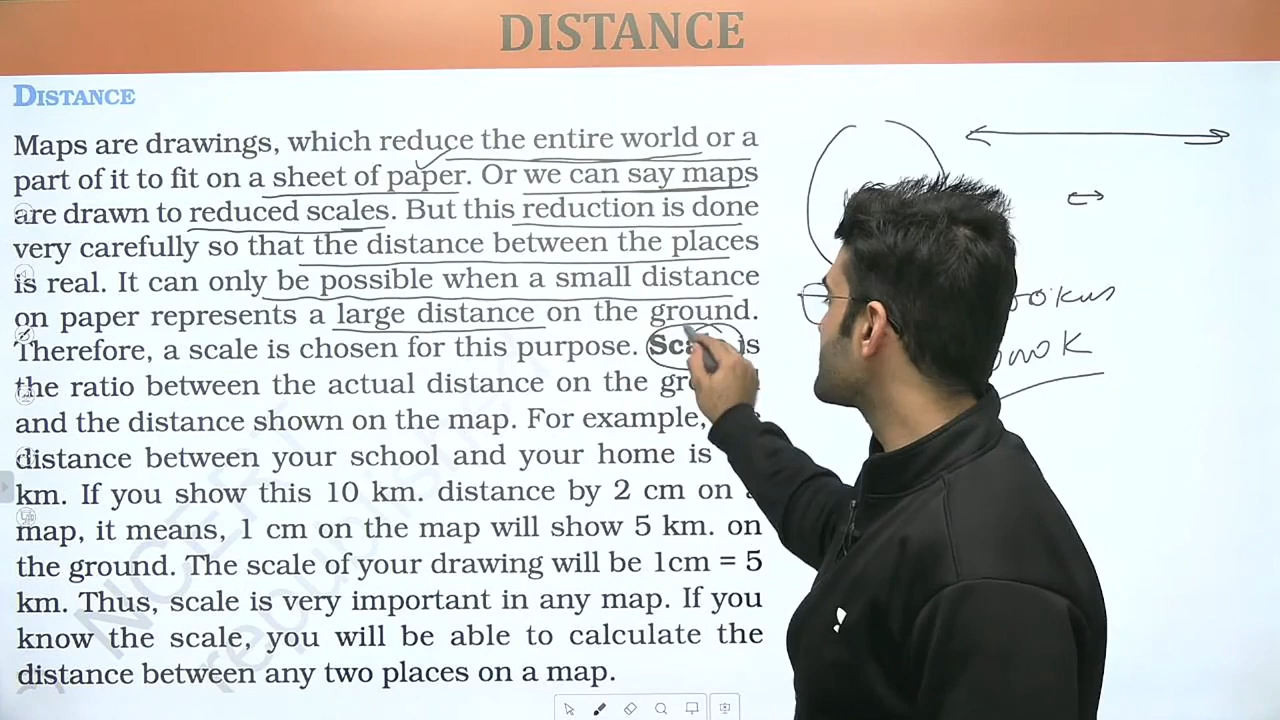 DISTANCE
DISTANCE
Maps are drawings, which reduce the entire world or a
part of it to fit on a sheet of paper. Or we can say maps
are drawn to reduced scales. But this reduction is done
very carefully so that the distance between the places
is real. It can only be possible when a small distance
on paper represents a large distance on the ground.
Therefore, a scale is chosen for this purpose. is
the ratio between the actual distance on the
and the distance shown on the map. For example,
distance between your school and your home is
km. If you show this 10 km. distance by 2 cm on
map, it means, 1 cm on the map will show 5 km. on
the ground. The scale of your drawing will be 1cm = 5
km. Thus, scale is very important in any map. If you
know the scale, you will be able to calculate the
distance between any two places on a map.
NCERT